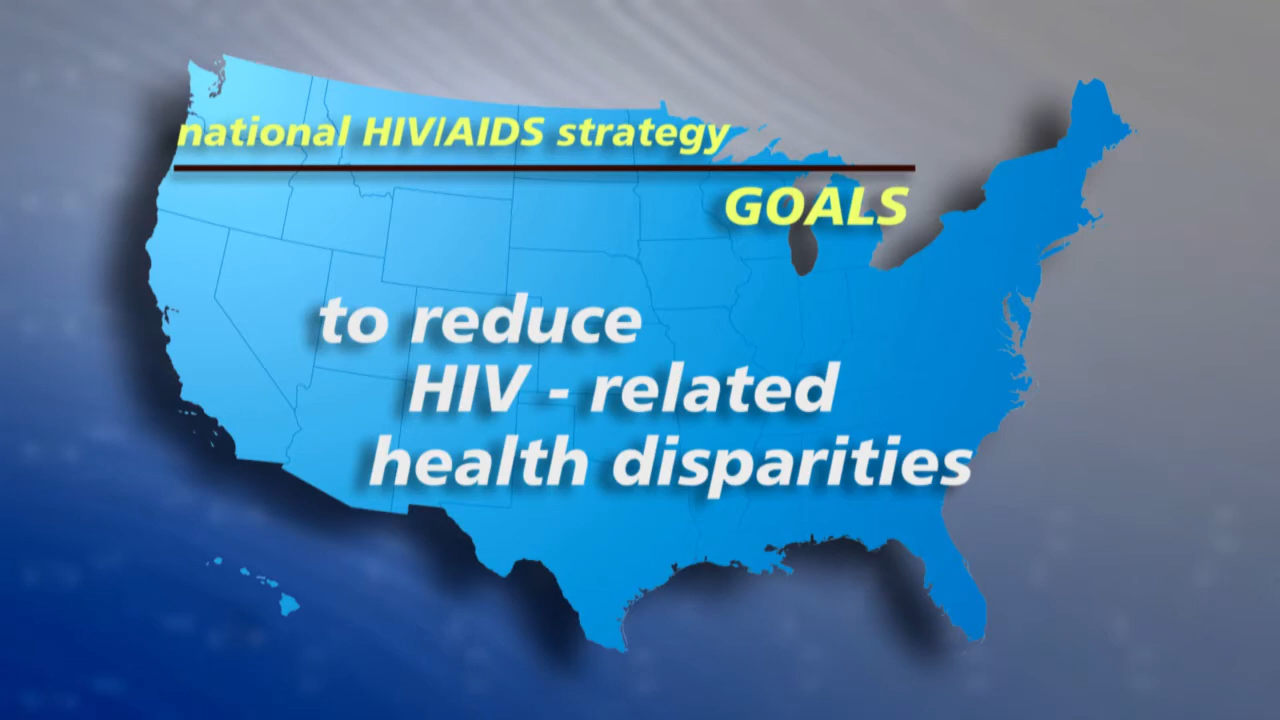 national HIV/AIDS strategy
GOALS
to reduce
HIV - related
health disparities